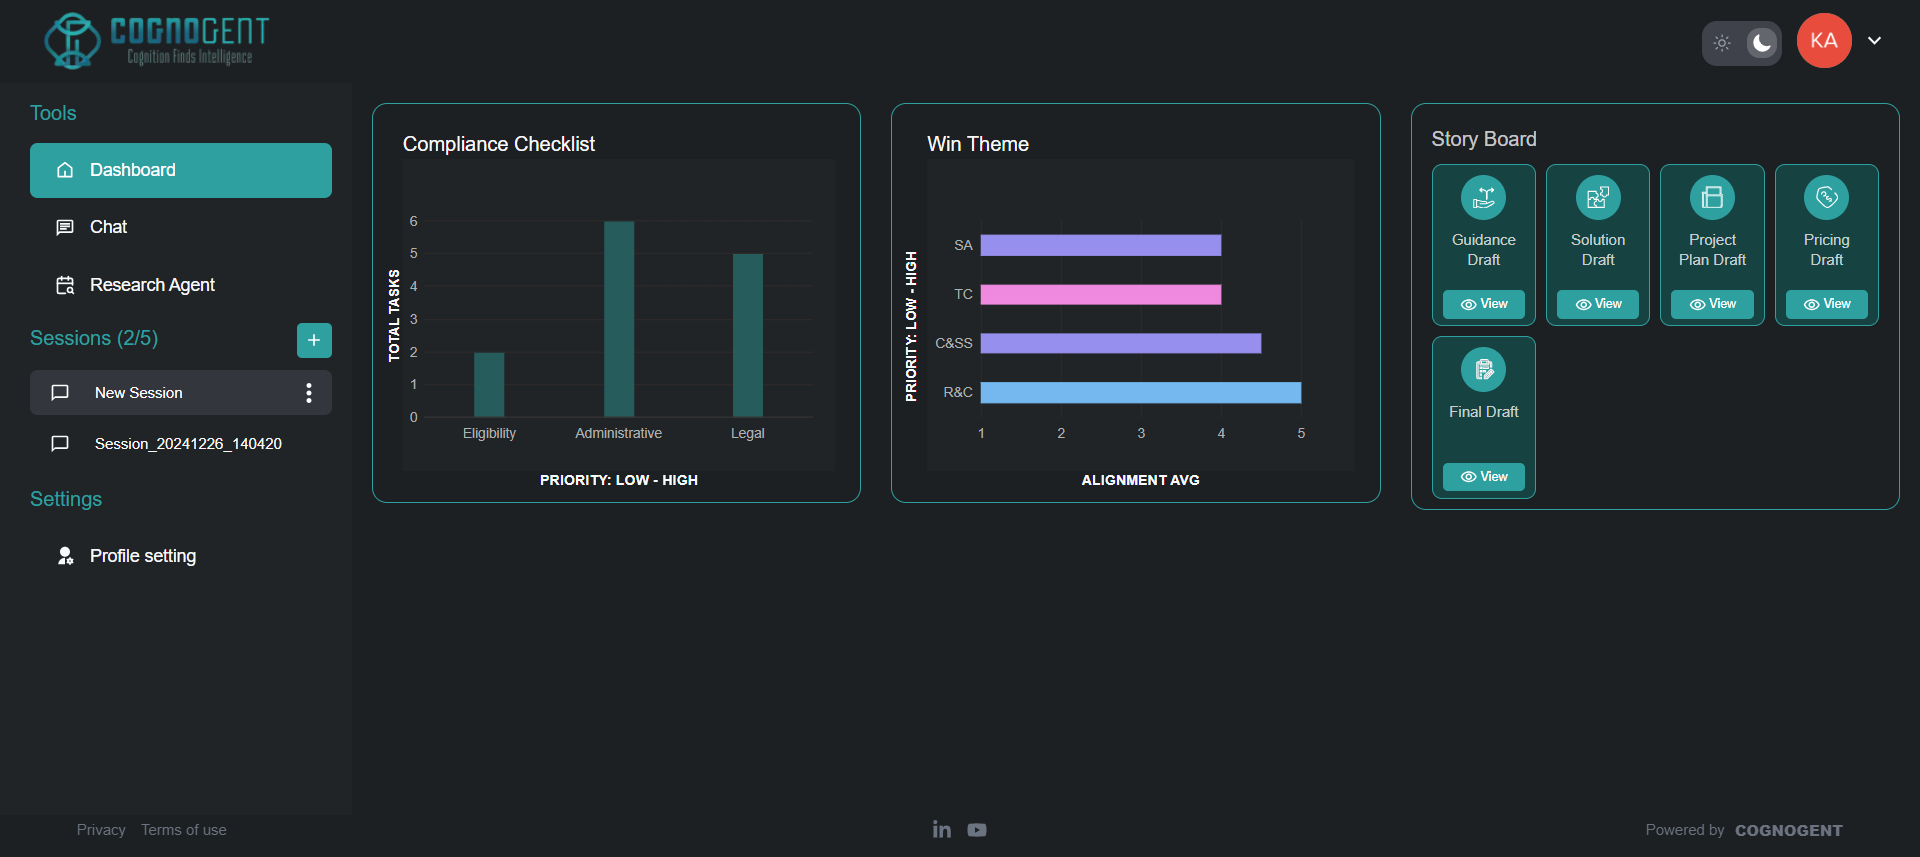 COGNOGENT
Cognition Finds Intelligence
KA
Tools
Dashboard
Chat
Research Agent
Sessions (2/5)
+
New Session
Session_20241226_140420
Settings
Profile setting
Compliance Checklist
TOTAL TASKS
6
5
4
3
2
1
0
Eligibility Administrative Legal
PRIORITY: LOW - HIGH
Win Theme
PRIORITY: LOW - HIGH
SA
TC
C&SS
R&C
1 2 3 4 5
ALIGNMENT AVG
Story Board
Guidance
Draft
View
Solution
Draft
View
Project
Plan Draft
View
Pricing
Draft
View
Final Draft
View
Privacy Terms of use
in
Powered by COGNOGENT